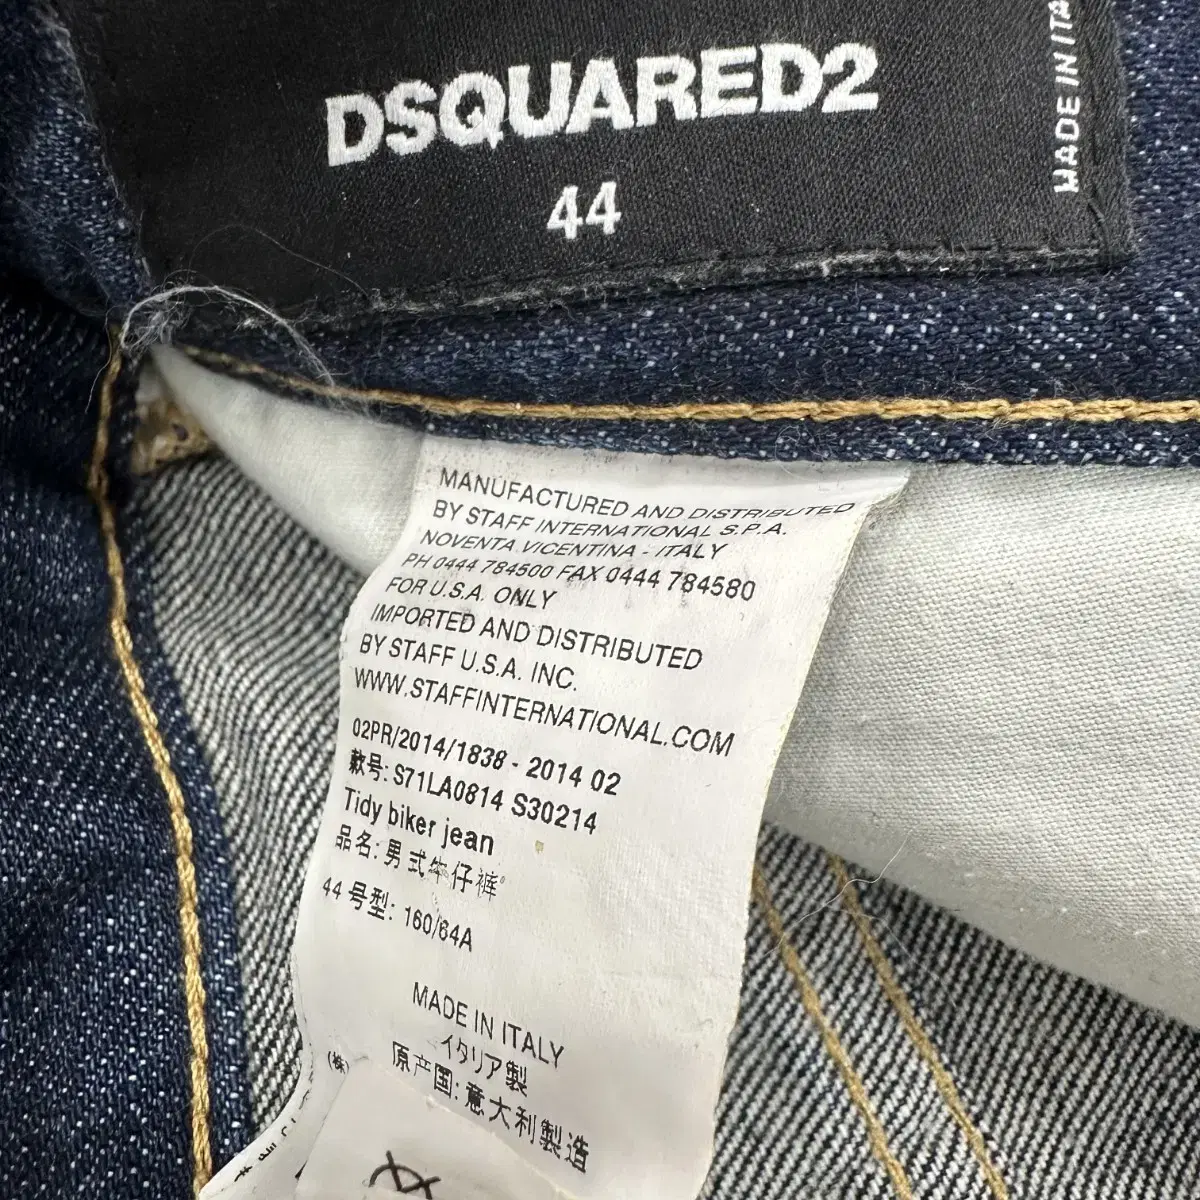 DSQUARED2
44
MADE IN ITA
MANUFACTURED AND DISTRIBUTED
BY STAFF INTERNATIONAL S.P.A.
NOVENTA VICENTINA - ITALY
PH 0444 784500 FAX 0444 784580
FOR U.S.A. ONLY
IMPORTED AND DISTRIBUTED
BY STAFF U.S.A. INC.
WWW.STAFFINTERNATIONAL.COM
02PR/2014/1838 - 2014 02
款号: S71LA0814 S30214
Tidy biker jean
品名: 男式牛仔裤
44 号型: 160/64A
MADE IN ITALY
イタリア製
原产国: 意大利製造
(株)